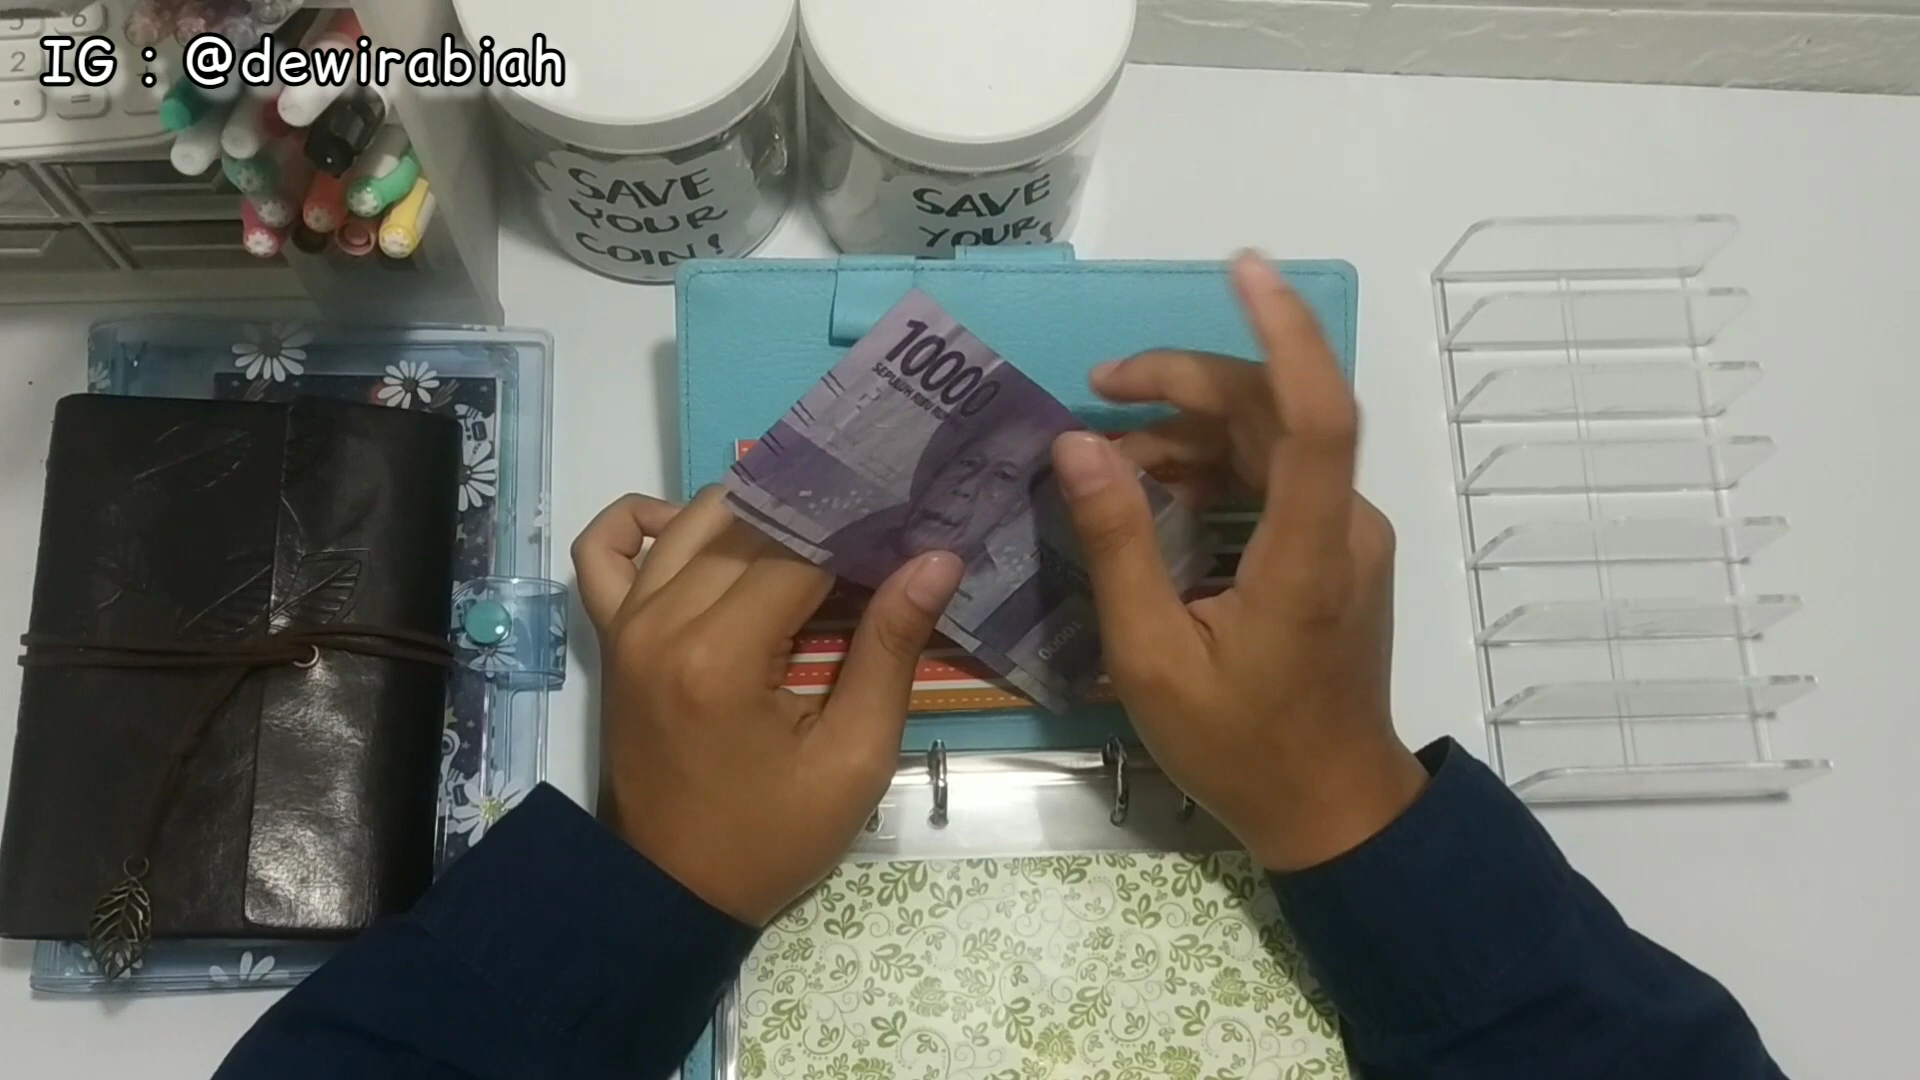 IG : @dewirabiah
SAVE
YOUR
COIN!
SAVE
YOUR
10000
SEPULUH RIBU
10000